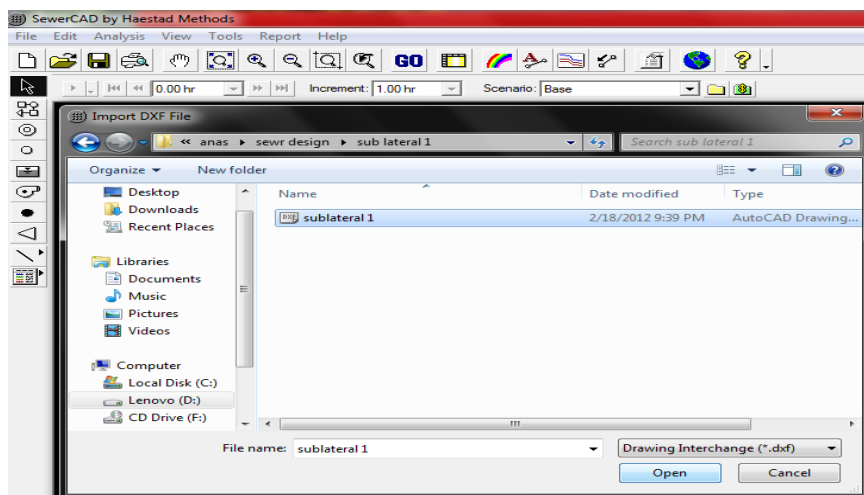 SewerCAD by Haestad Methods
File Edit Analysis View Tools Report Help
GO
0.00 hr Increment: 1.00 hr Scenario: Base
Import DXF File
« anas sewr design sub lateral 1 Search sub lateral 1
Organize New folder
Desktop Name Date modified Type
Downloads sublateral 1 2/18/2012 9:39 PM AutoCAD Drawing...
Recent Places
Libraries
Documents
Music
Pictures
Videos
Computer
Local Disk (C:)
Lenovo (D:)
CD Drive (F:)
File name: sublateral 1 Drawing Interchange (*.dxf)
Open Cancel